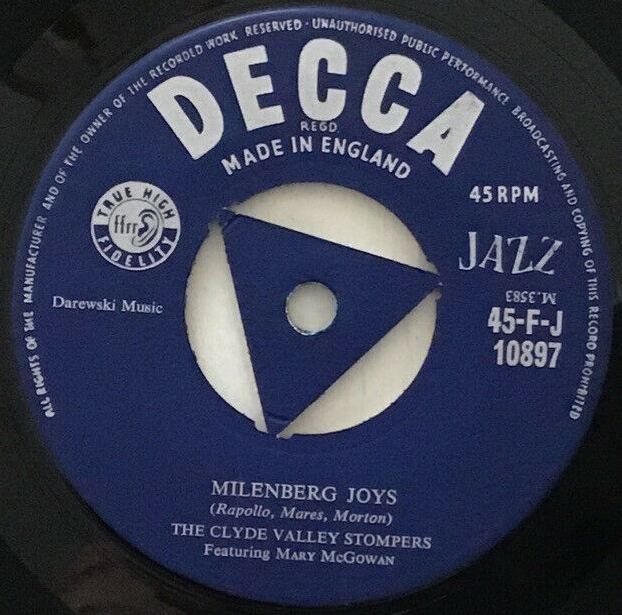 ALL RIGHTS OF THE MANUFACTURER AND OF THE OWNER OF THE RECORDED WORK RESERVED · UNAUTHORISED PUBLIC PERFORMANCE BROADCASTING AND COPYING OF THIS RECORD PROHIBITED
DECCA
REGD.
MADE IN ENGLAND
45 RPM
TRUE HIGH
ffrr
FIDELITY
JAZZ
Darewski Music
M.3583
45-F-J
10897
MILENBERG JOYS
(Rapollo, Mares, Morton)
THE CLYDE VALLEY STOMPERS
Featuring MARY MCGOWAN